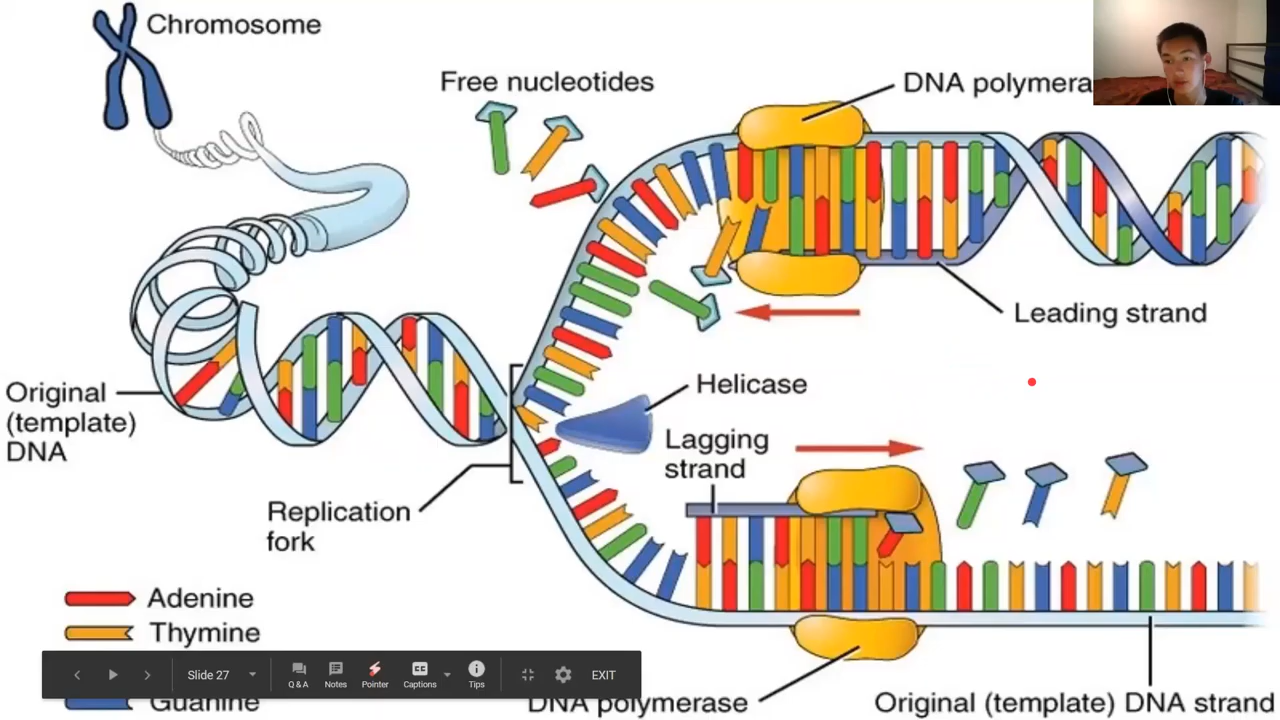 Chromosome
Free nucleotides
DNA polymera
Leading strand
Helicase
Original
(template)
DNA
Lagging
strand
Replication
fork
Adenine
Thymine
Guanine
Slide 27
Q & A
Notes
Pointer
Captions
Tips
EXIT
DNA polymerase
Original (template) DNA strand